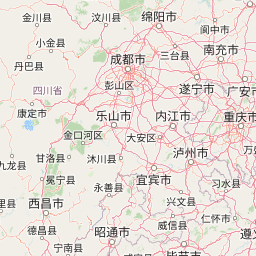 金川县
汶川县
绵阳市
阆中市
小金县
三台县
南充市
丹巴县
成都市
彭山区
遂宁市
广安市
四川省
康定市
乐山市
内江市
重庆市
金口河区
大安区
甘洛县
沐川县
泸州市
万
九龙县
冕宁县
宜宾市
习水县
西昌市
永善县
兴文县
仁怀市
德昌县
昭通市
威信县
遵义
宁南县
毕节市